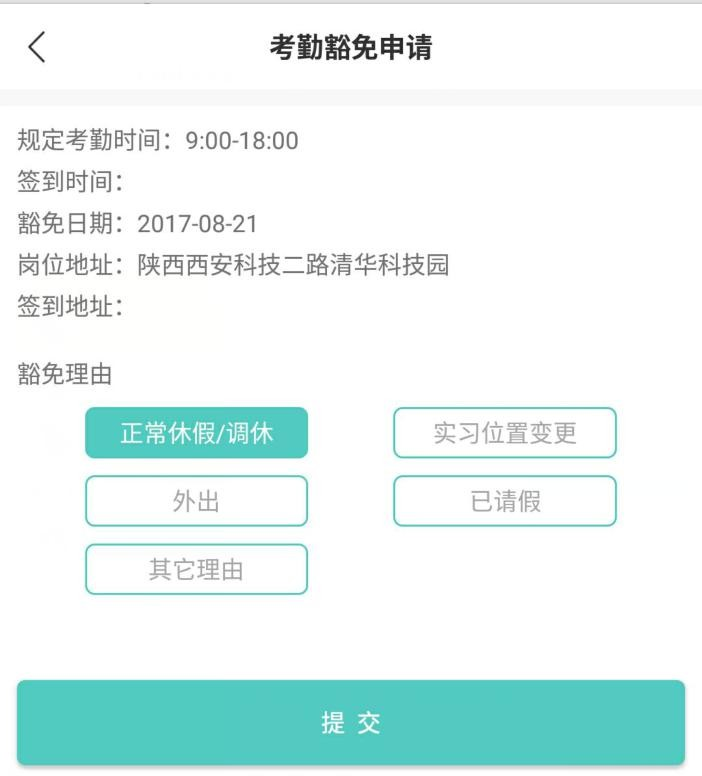 考勤豁免申请
规定考勤时间：9:00-18:00
签到时间：
豁免日期：2017-08-21
岗位地址：陕西西安科技二路清华科技园
签到地址：
豁免理由
正常休假/调休
实习位置变更
外出
已请假
其它理由
提交